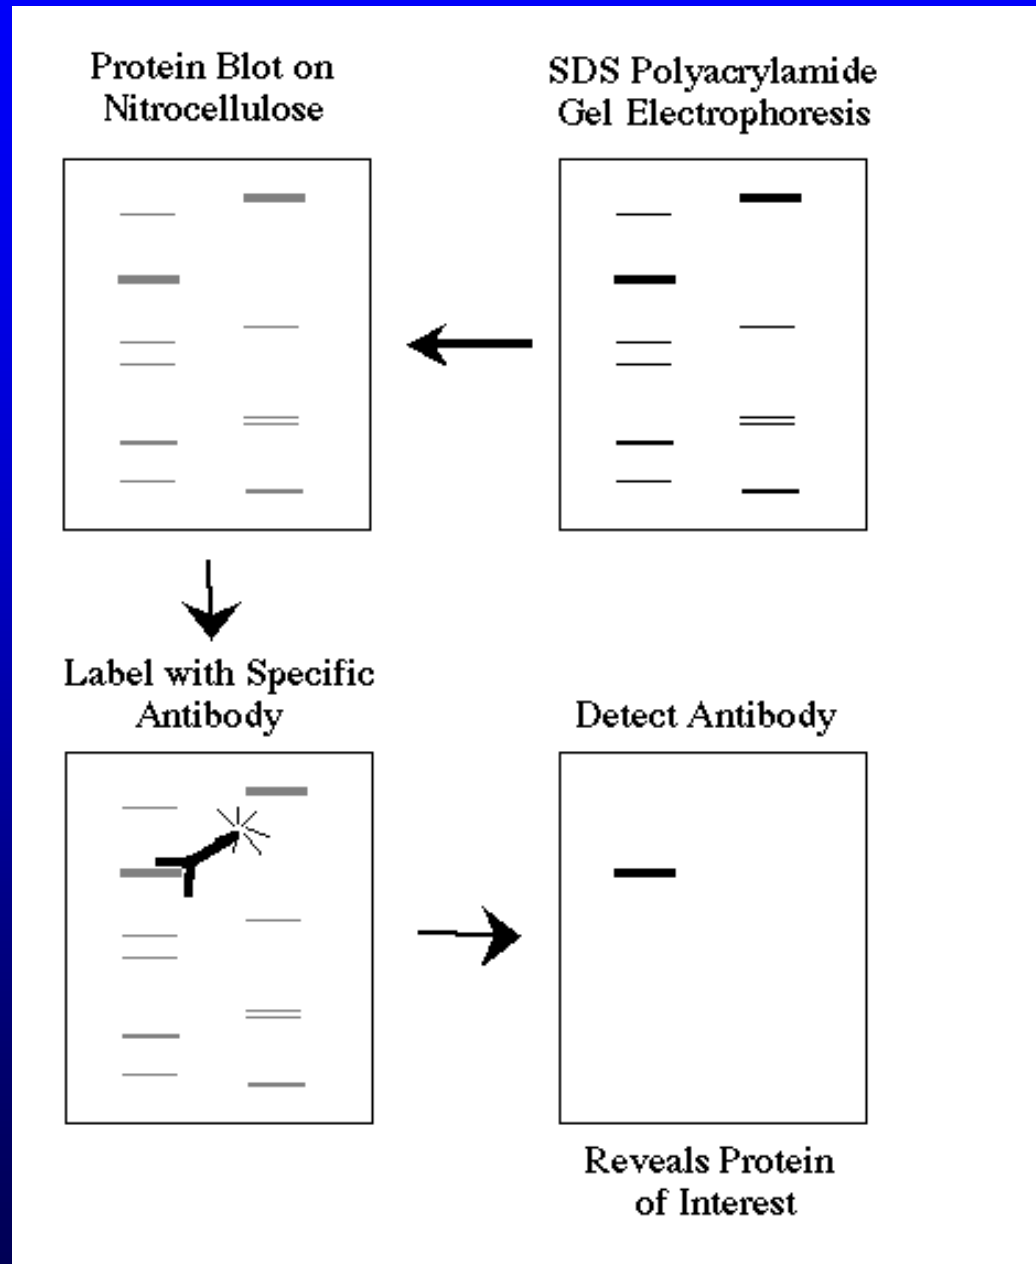 Protein Blot on
Nitrocellulose
SDS Polyacrylamide
Gel Electrophoresis
Label with Specific
Antibody
Detect Antibody
Reveals Protein
of Interest